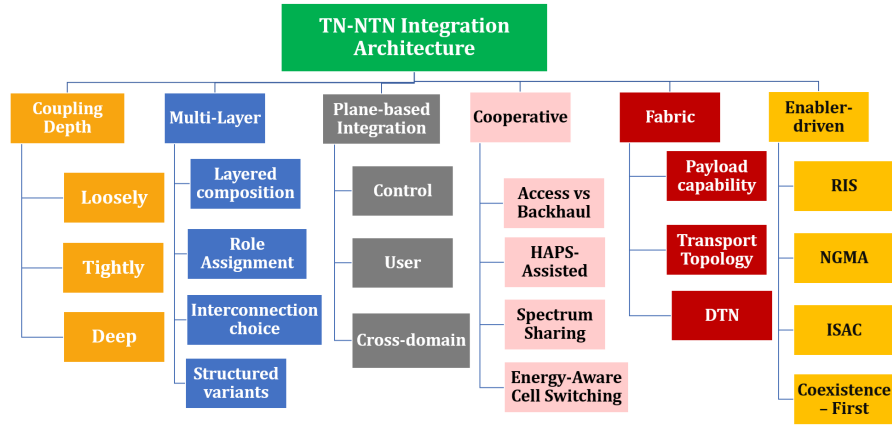 TN-NTN Integration
Architecture
Coupling
Depth
Loosely
Tightly
Deep
Multi-Layer
Layered
composition
Role
Assignment
Interconnection
choice
Structured
variants
Plane-based
Integration
Control
User
Cross-domain
Cooperative
Access vs
Backhaul
HAPS-
Assisted
Spectrum
Sharing
Energy-Aware
Cell Switching
Fabric
Payload
capability
Transport
Topology
DTN
Enabler-
driven
RIS
NGMA
ISAC
Coexistence
– First